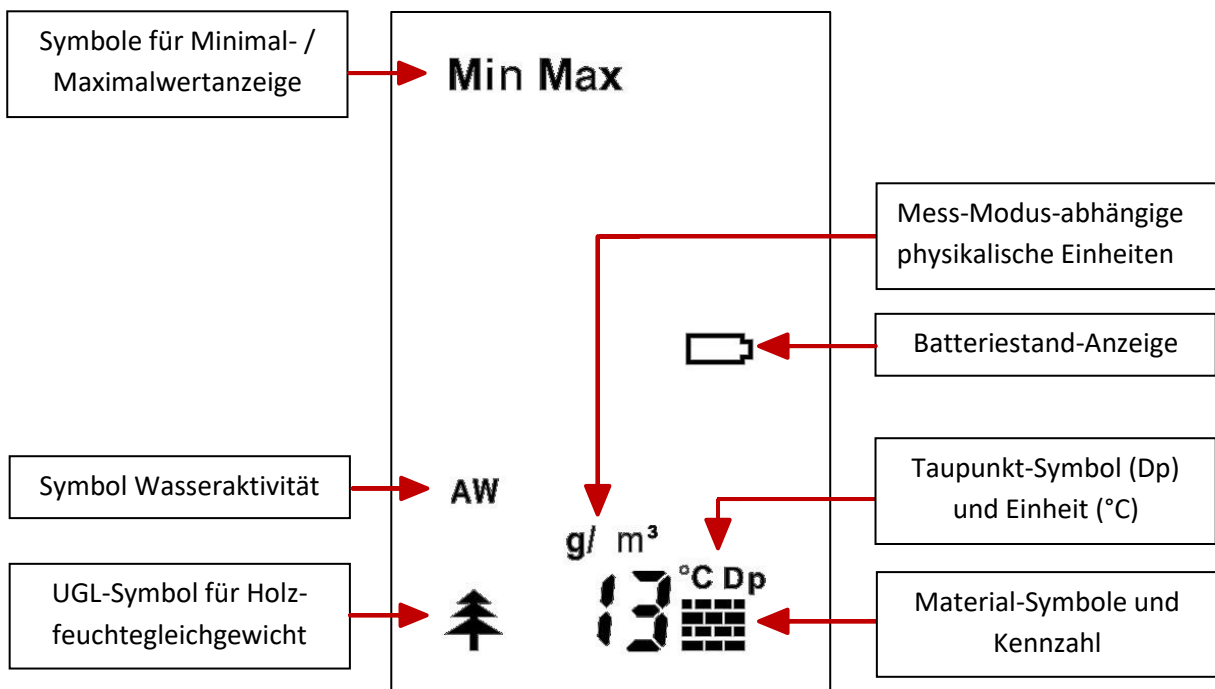 Symbole für Minimal- /
Maximalwertanzeige
Min Max
Mess-Modus-abhängige
physikalische Einheiten
Batteriestand-Anzeige
Symbol Wasseraktivität
AW
Taupunkt-Symbol (Dp)
und Einheit (°C)
g/ m³
°C Dp
UGL-Symbol für Holz-
feuchtegleichgewicht
13
Material-Symbole und
Kennzahl